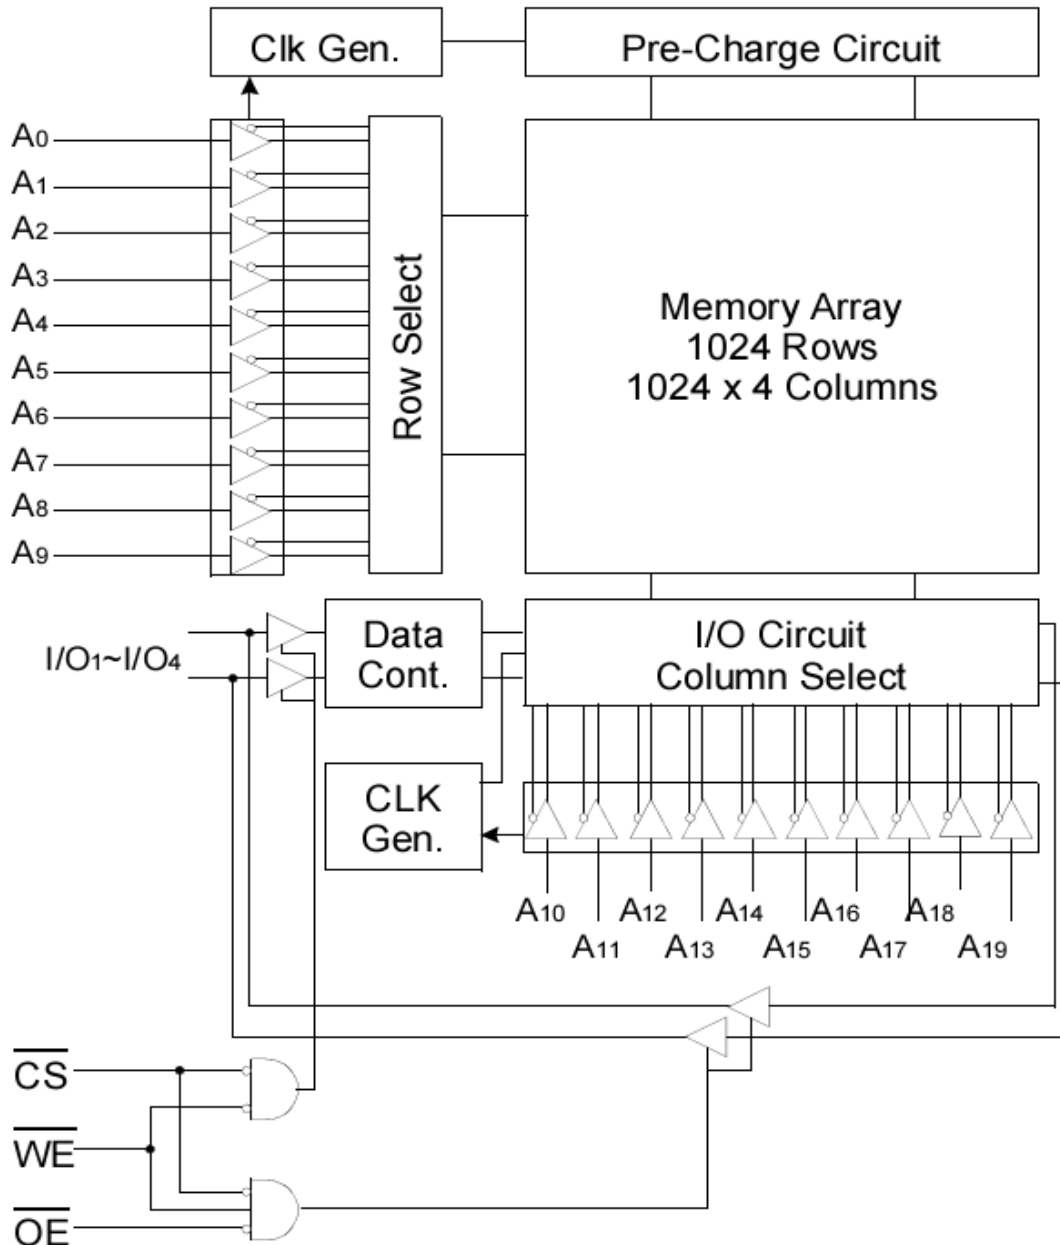 Clk Gen.
Pre-Charge Circuit
A0
A1
A2
A3
A4
A5
A6
A7
A8
A9
Row Select
Memory Array
1024 Rows
1024 x 4 Columns
I/O1~I/O4
Data
Cont.
I/O Circuit
Column Select
CLK
Gen.
A10
A12
A14
A16
A18
A11
A13
A15
A17
A19
CS
WE
OE